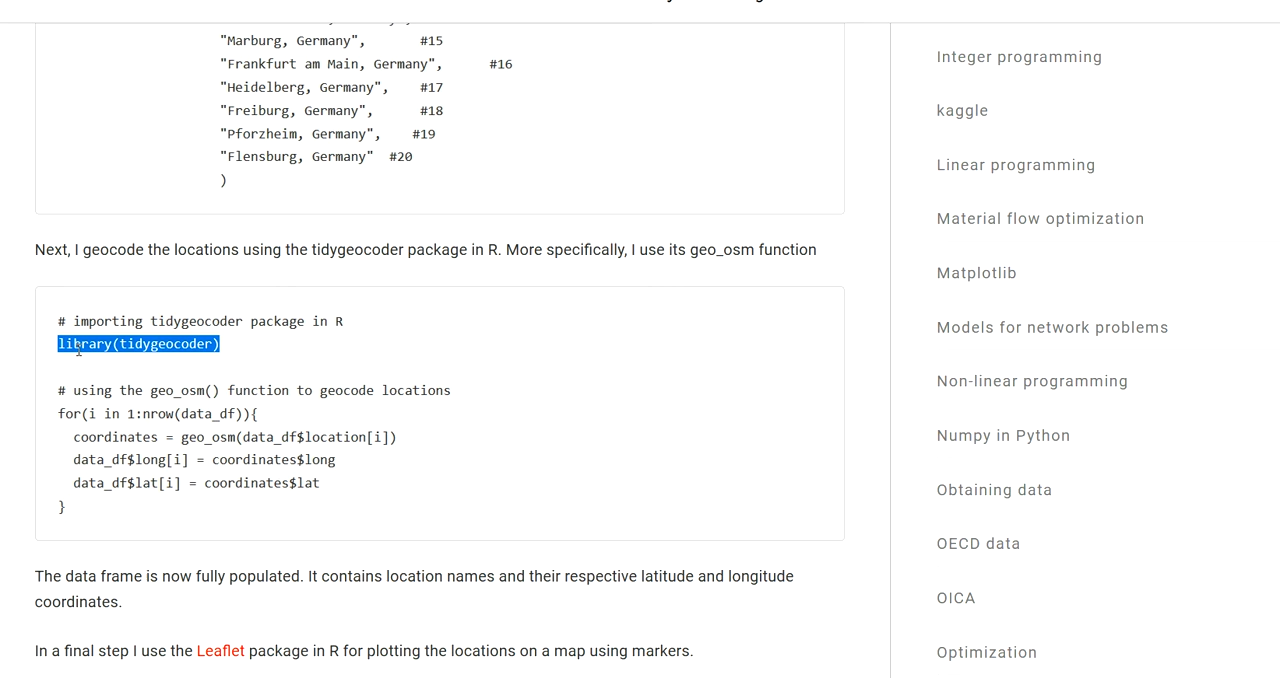 "Marburg, Germany",       #15
"Frankfurt am Main, Germany",      #16
"Heidelberg, Germany",    #17
"Freiburg, Germany",      #18
"Pforzheim, Germany",    #19
"Flensburg, Germany"  #20
)
Next, I geocode the locations using the tidygeocoder package in R. More specifically, I use its geo_osm function
# importing tidygeocoder package in R
library(tidygeocoder)
# using the geo_osm() function to geocode locations
for(i in 1:nrow(data_df)){
  coordinates = geo_osm(data_df$location[i])
  data_df$long[i] = coordinates$long
  data_df$lat[i] = coordinates$lat
}
The data frame is now fully populated. It contains location names and their respective latitude and longitude
coordinates.
In a final step I use the Leaflet package in R for plotting the locations on a map using markers.
Integer programming
kaggle
Linear programming
Material flow optimization
Matplotlib
Models for network problems
Non-linear programming
Numpy in Python
Obtaining data
OECD data
OICA
Optimization